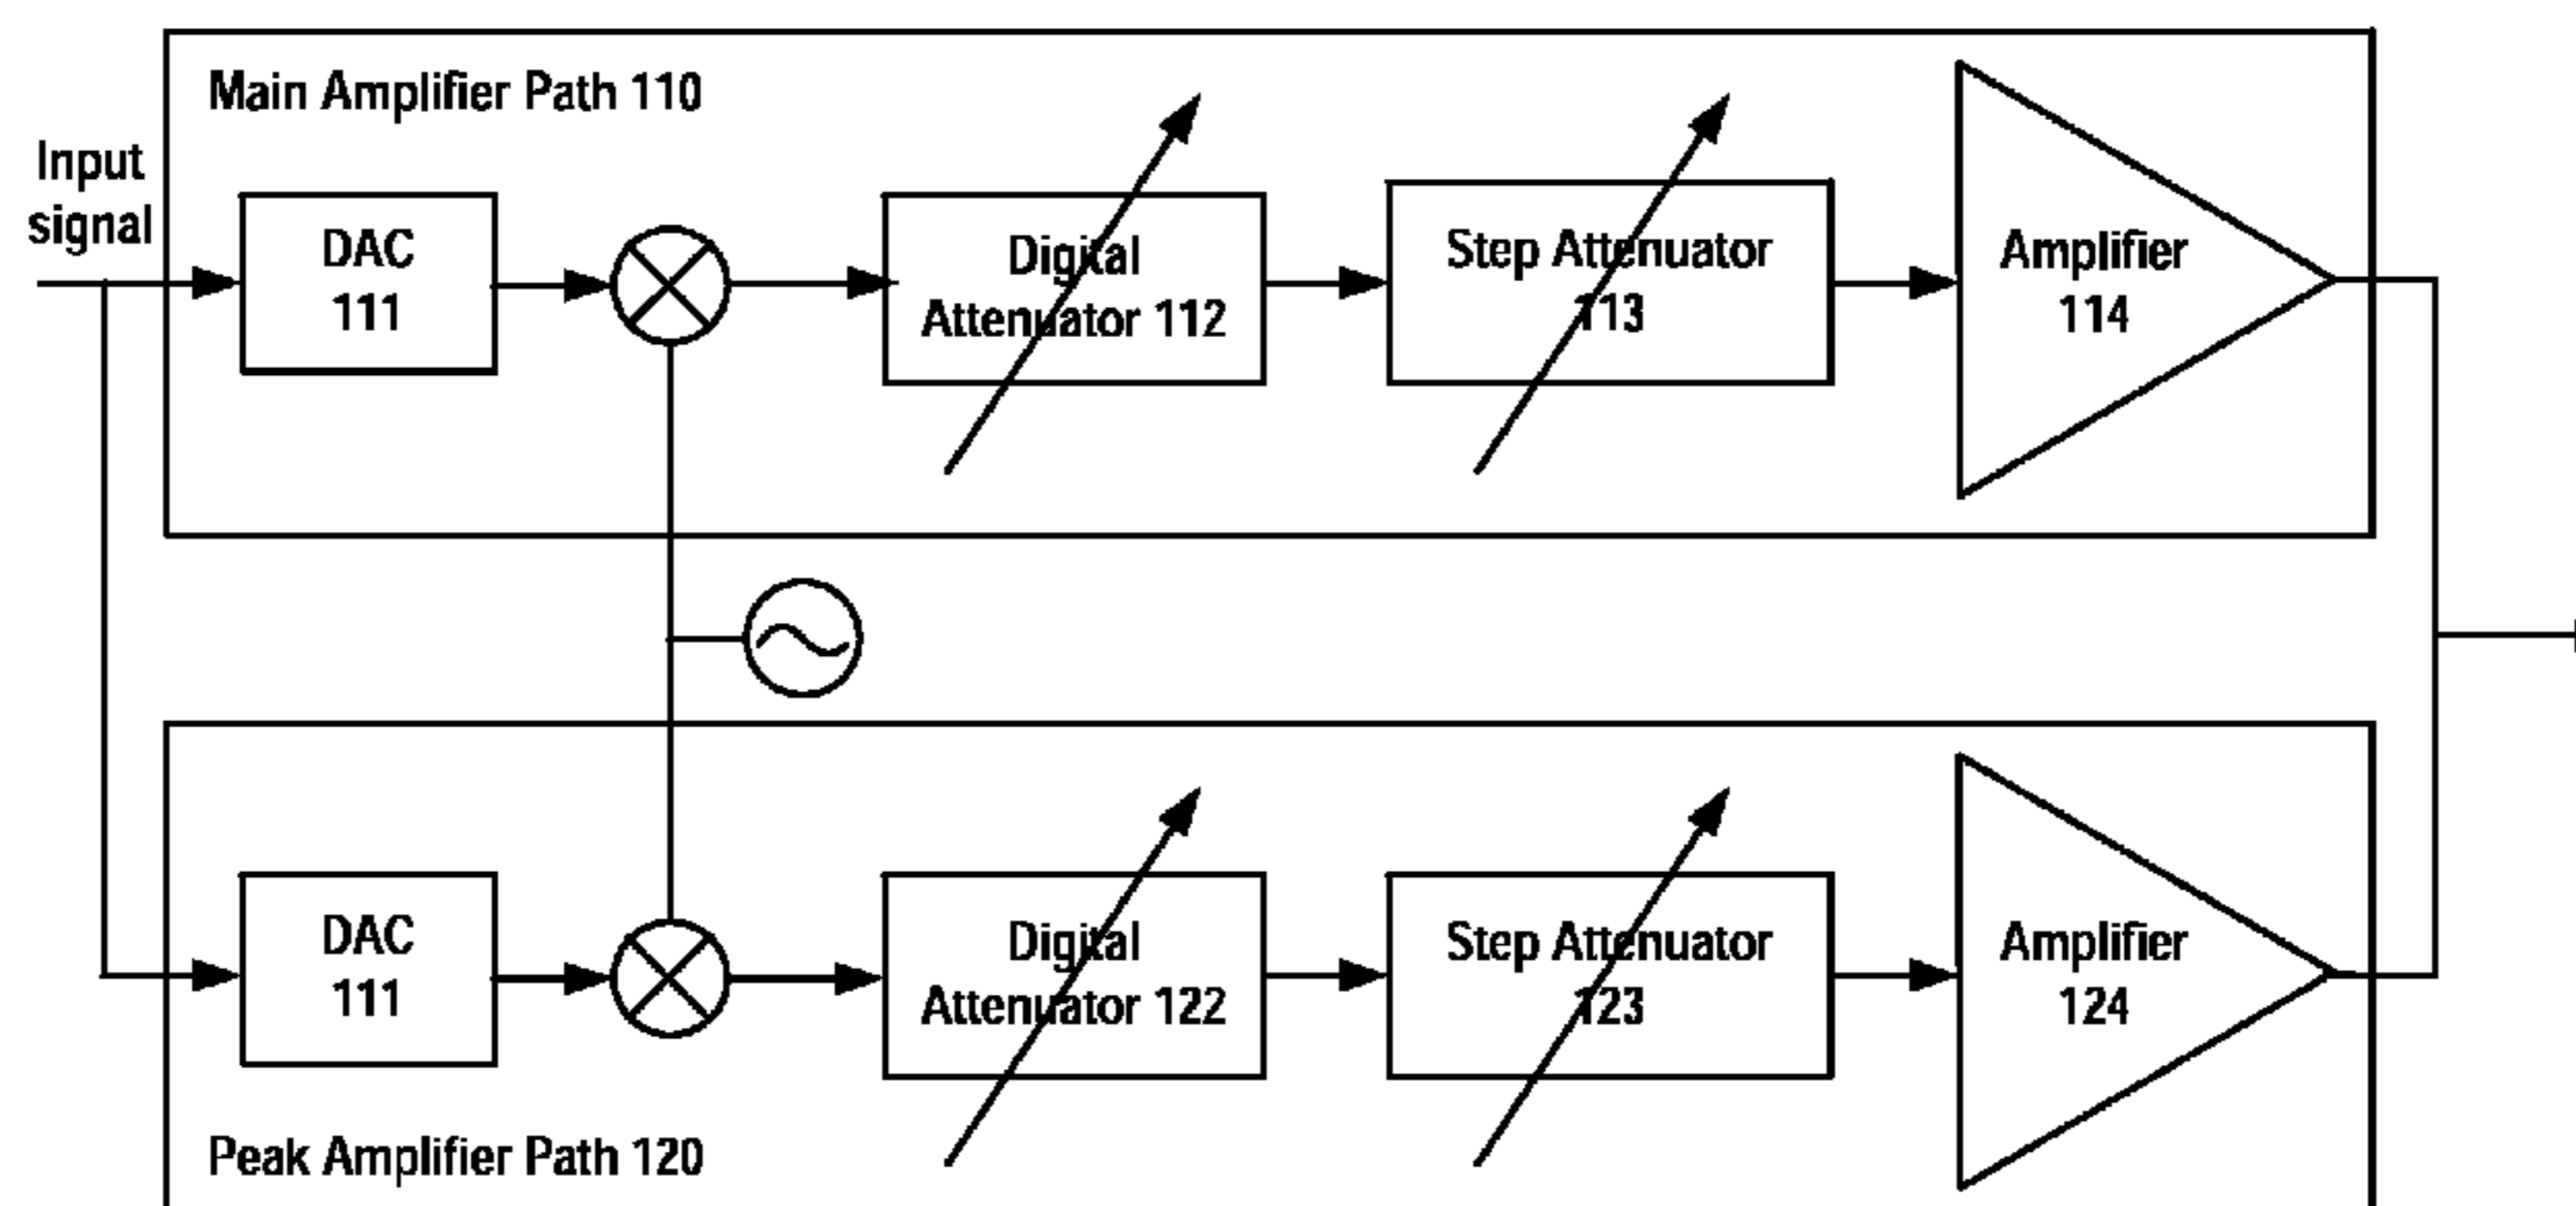 Main Amplifier Path 110
Input
signal
DAC
111
Digital
Attenuator 112
Step Attenuator
113
Amplifier
114
DAC
111
Digital
Attenuator 122
Step Attenuator
123
Amplifier
124
Peak Amplifier Path 120